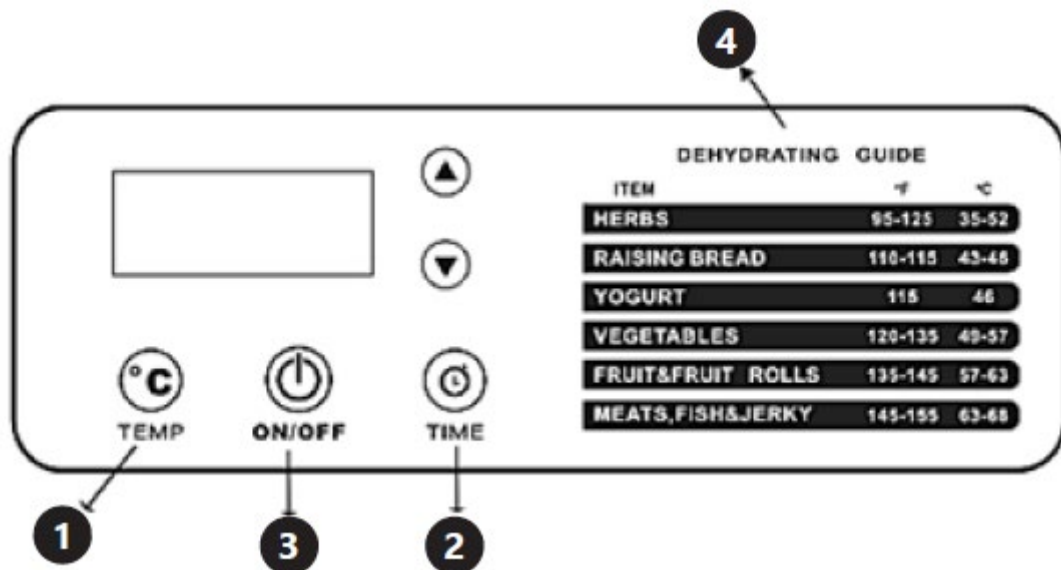 4
DEHYDRATING GUIDE
ITEM °F °C
HERBS 95-125 35-52
RAISING BREAD 110-115 43-46
YOGURT 115 46
VEGETABLES 120-135 49-57
FRUIT&FRUIT ROLLS 135-145 57-63
MEATS,FISH&JERKY 145-155 63-68
°C
TEMP ON/OFF TIME
1 3 2